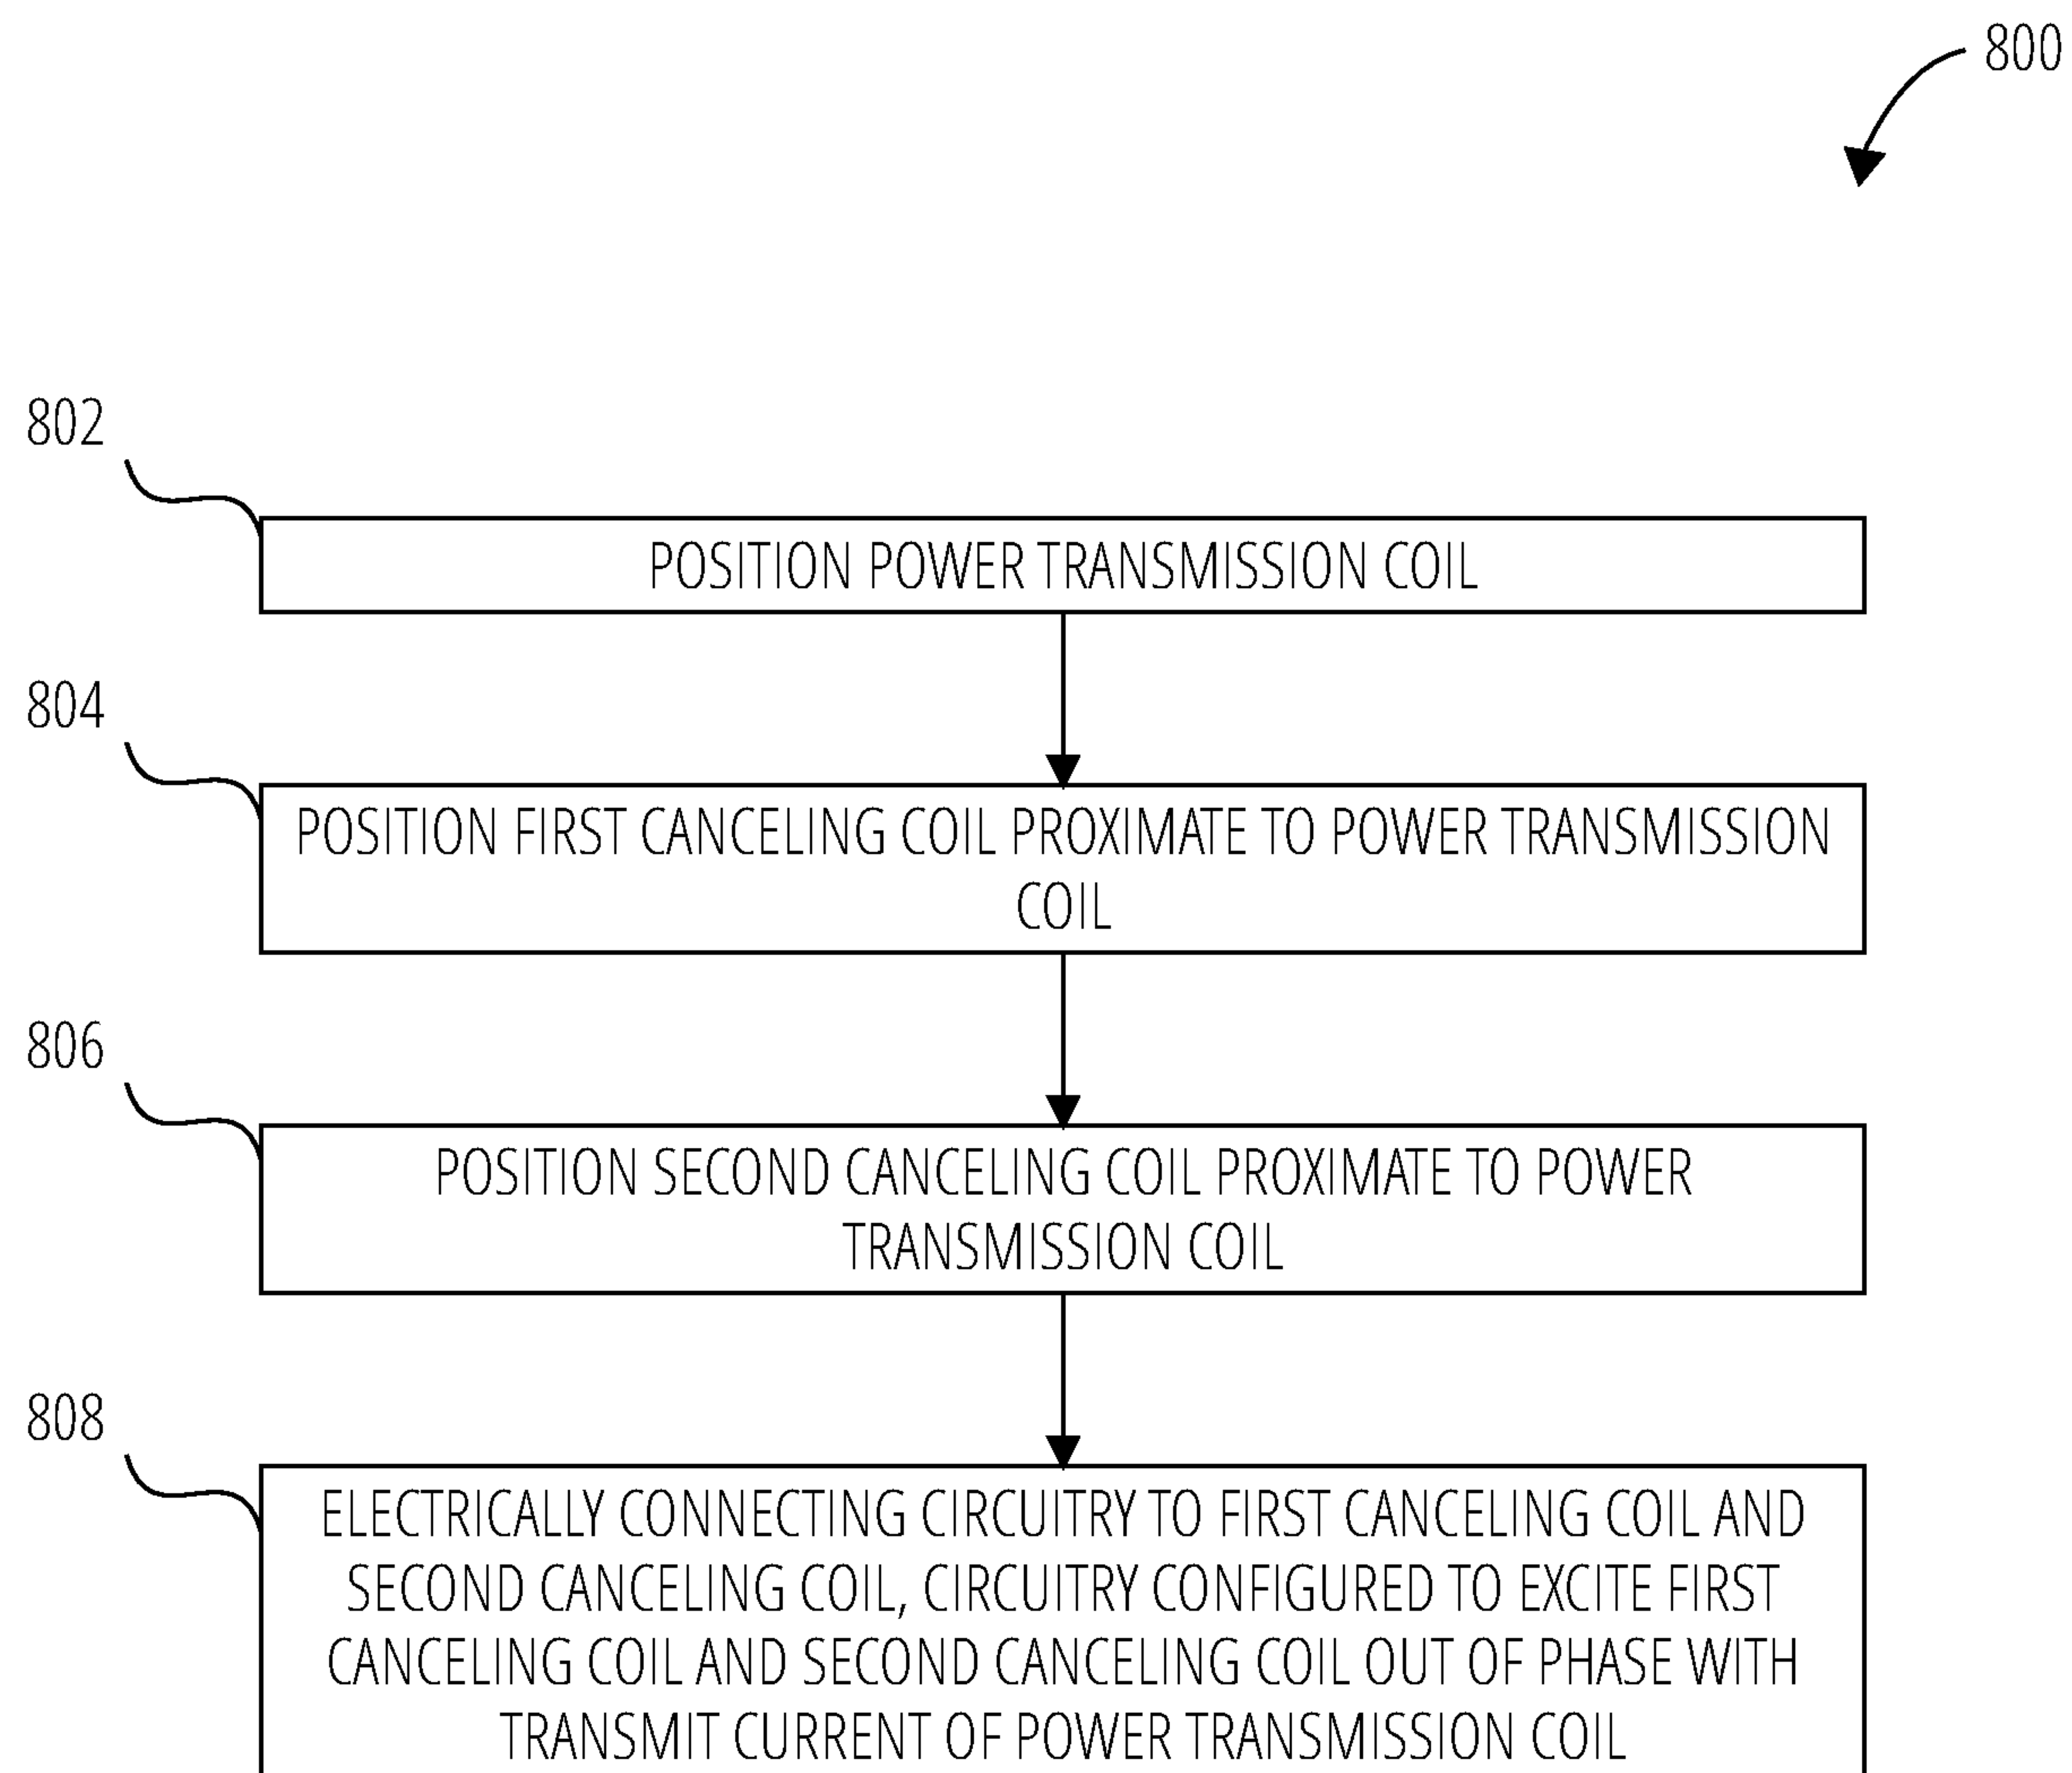 800
802
POSITION POWER TRANSMISSION COIL
804
POSITION FIRST CANCELING COIL PROXIMATE TO POWER TRANSMISSION
COIL
806
POSITION SECOND CANCELING COIL PROXIMATE TO POWER
TRANSMISSION COIL
808
ELECTRICALLY CONNECTING CIRCUITRY TO FIRST CANCELING COIL AND
SECOND CANCELING COIL, CIRCUITRY CONFIGURED TO EXCITE FIRST
CANCELING COIL AND SECOND CANCELING COIL OUT OF PHASE WITH
TRANSMIT CURRENT OF POWER TRANSMISSION COIL